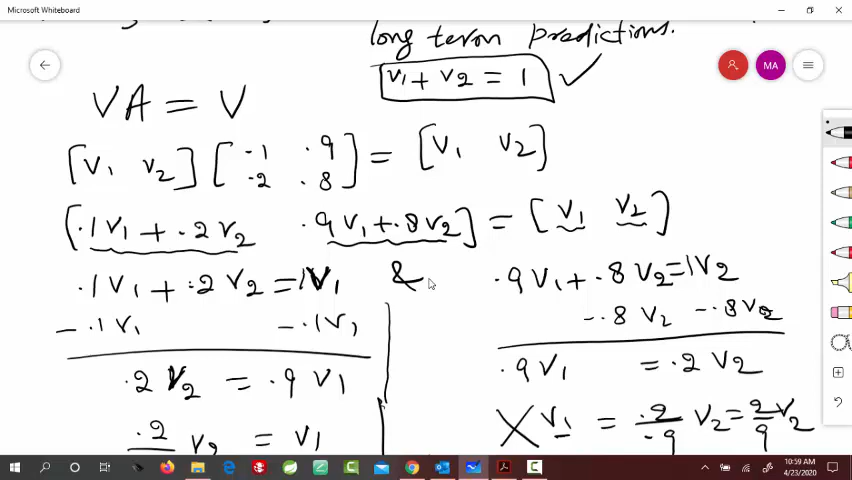 Microsoft Whiteboard
long term predictions.
V1 + V2 = 1 ✓
MA
VA = V
[V1 V2] [.1 .9 .2 .8] = [V1 V2]
[.1V1 + .2V2 .9V1 + .8V2] = [V1 V2]
.1V1 + .2V2 = 1V1 & .9V1 + .8V2 = 1V2
- .1V1 - .1V1 - .8V2 - .8V2
.2V2 = .9V1 .9V1 = .2V2
.2 V2 = V1 V1 = .2/.9 V2 = 2/9 V2
10:59 AM
4/23/2020